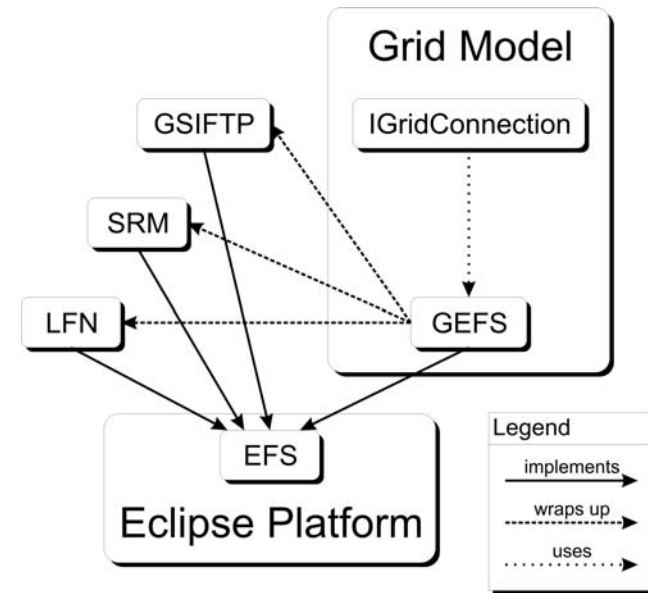 Grid Model
GSIFTP
IGridConnection
SRM
LFN
GEFS
EFS
Eclipse Platform
Legend
implements
wraps up
uses